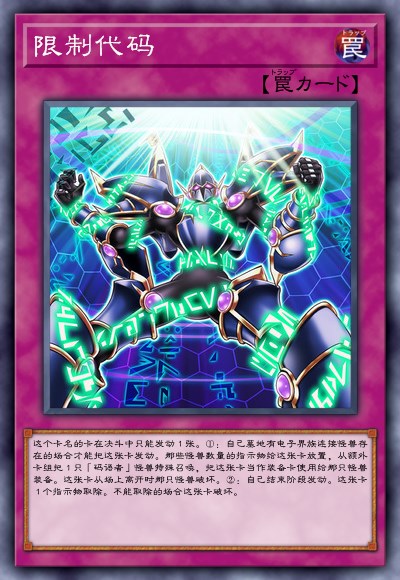 限制代码
トラップ
罠
トラップ
【罠カード】
这个卡名的卡在决斗中只能发动１张。①：自己墓地有电子界族连接怪兽存
在的场合才能把这张卡发动。那些怪兽数量的指示物给这张卡放置，从额外
卡组把１只「码语者」怪兽特殊召唤，把这张卡当作装备卡使用给那只怪兽
装备。这张卡从场上离开时那只怪兽破坏。②：自己结束阶段发动。这张卡
１个指示物取除。不能取除的场合这张卡破坏。